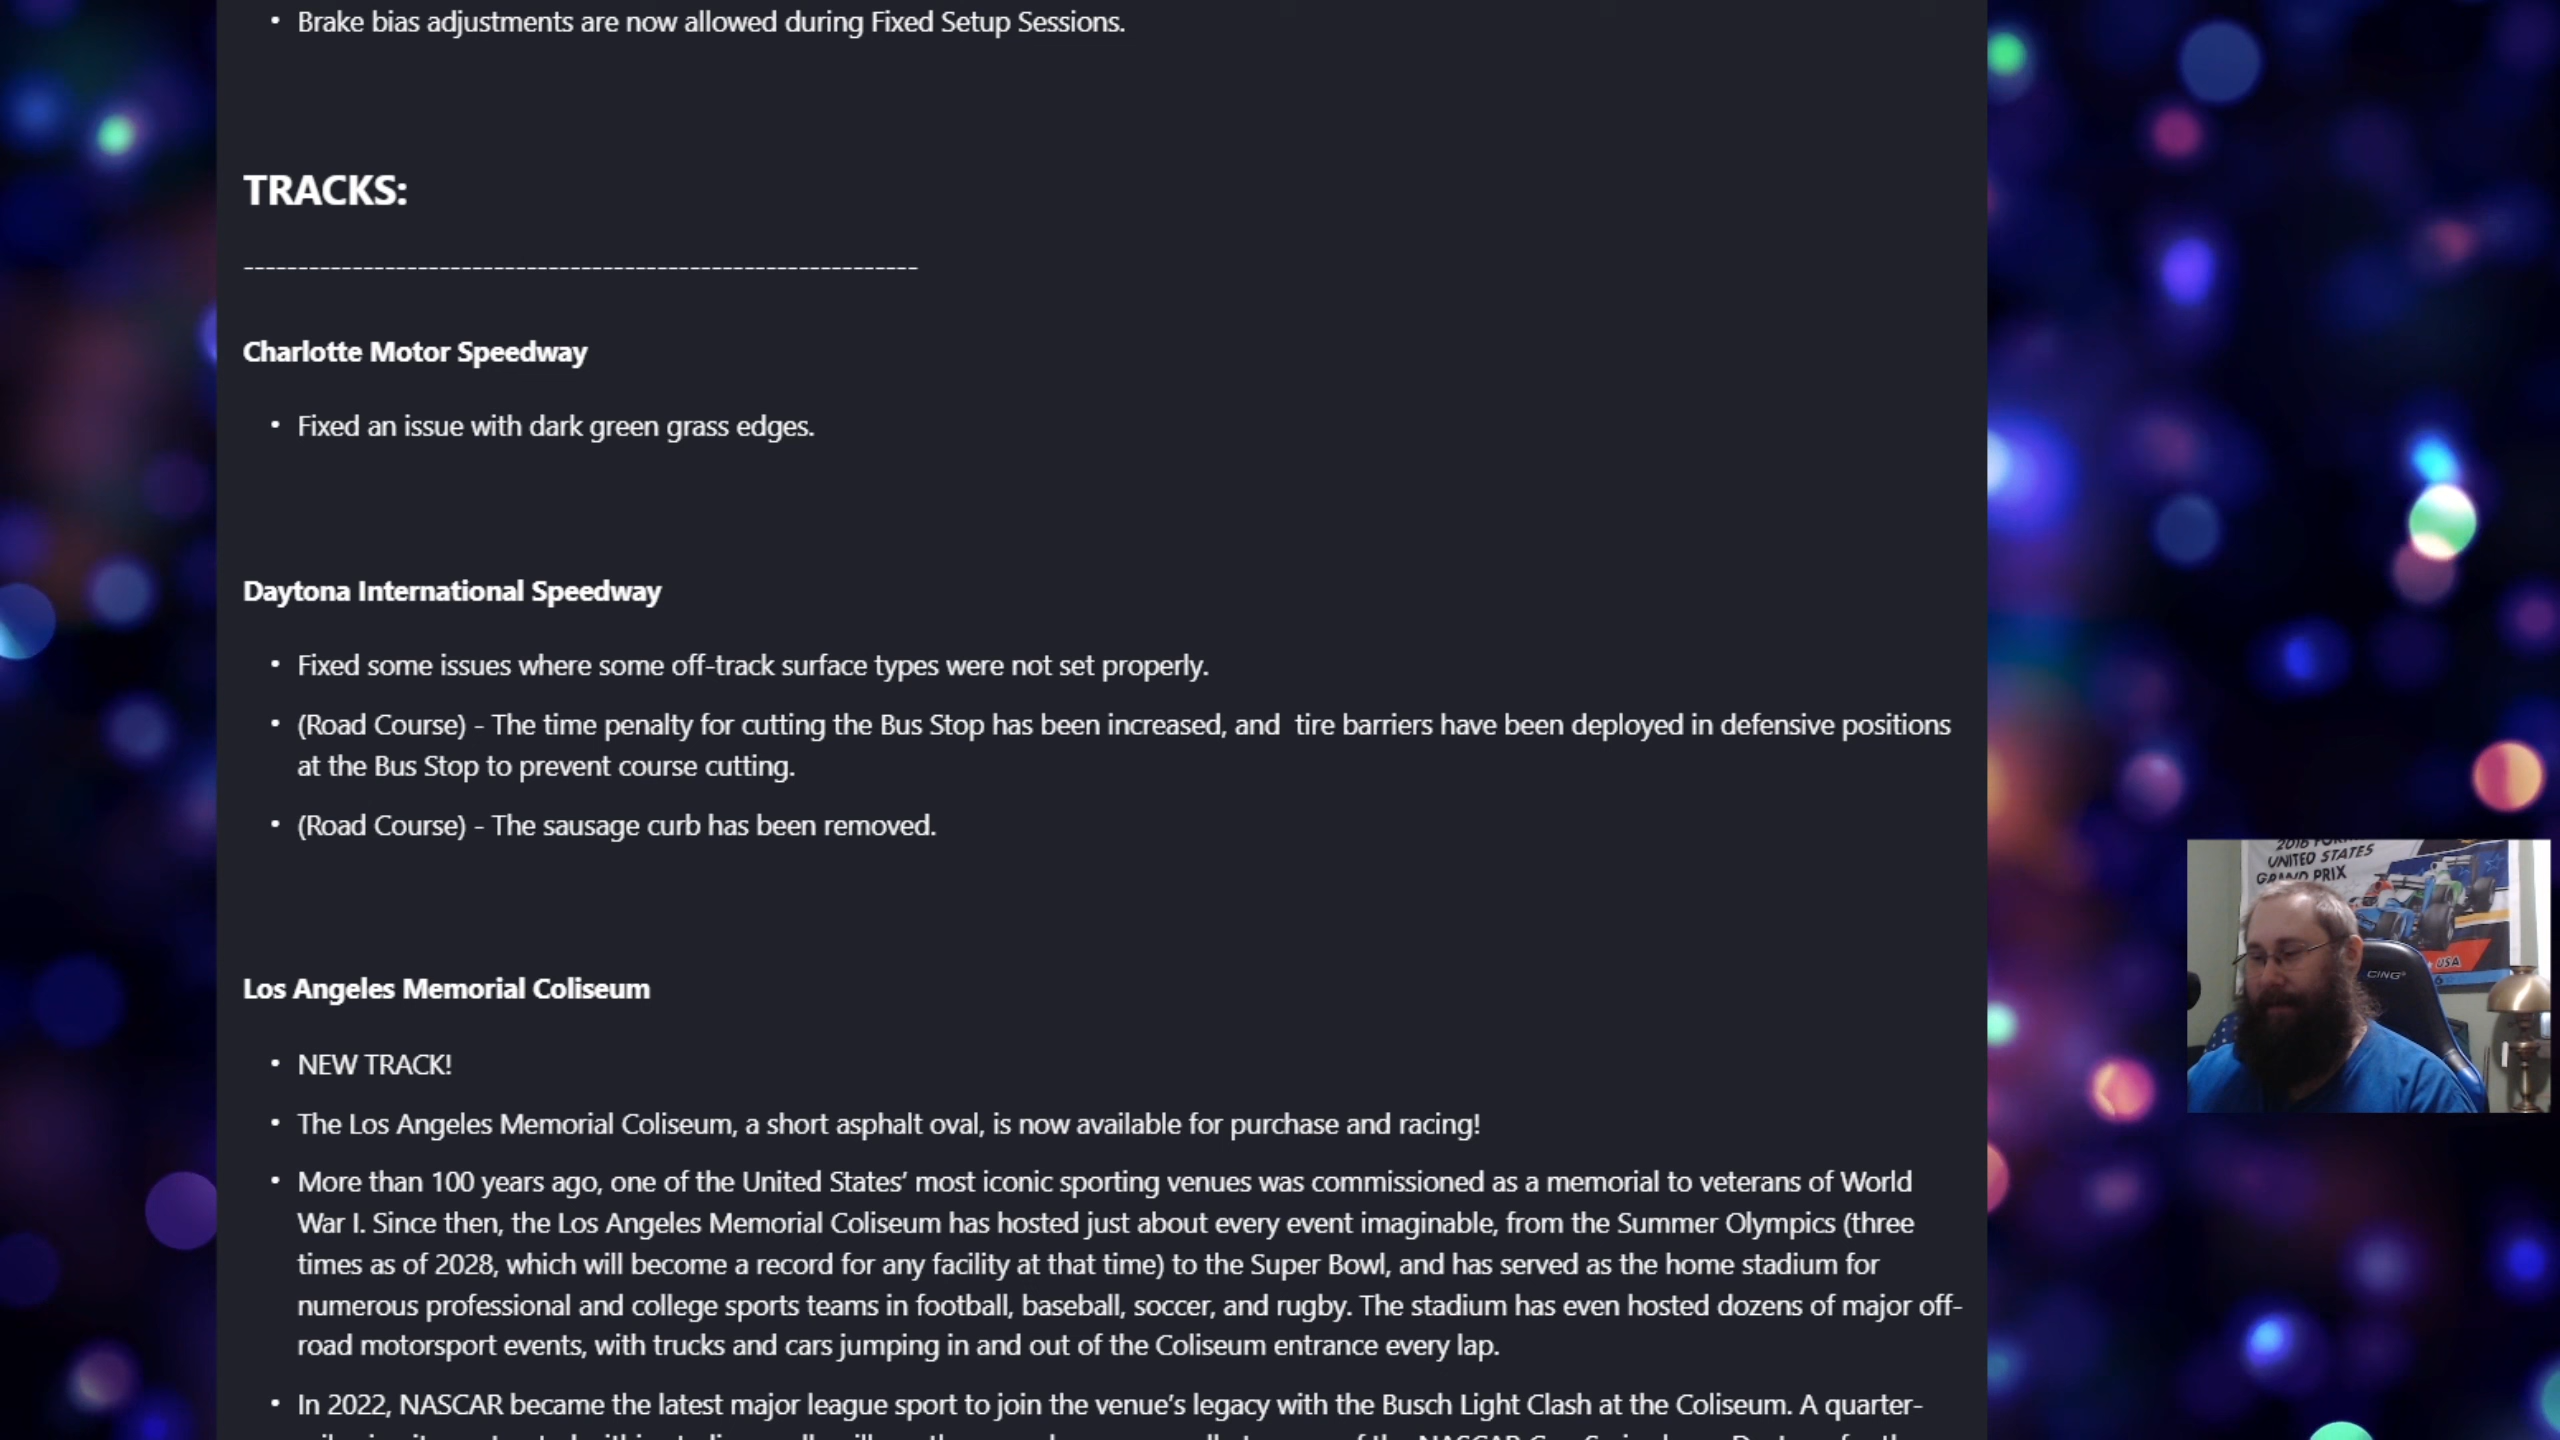 • Brake bias adjustments are now allowed during Fixed Setup Sessions.
TRACKS:
---------------------------------------------------------------
Charlotte Motor Speedway
• Fixed an issue with dark green grass edges.
Daytona International Speedway
• Fixed some issues where some off-track surface types were not set properly.
• (Road Course) - The time penalty for cutting the Bus Stop has been increased, and  tire barriers have been deployed in defensive positions
at the Bus Stop to prevent course cutting.
• (Road Course) - The sausage curb has been removed.
Los Angeles Memorial Coliseum
• NEW TRACK!
• The Los Angeles Memorial Coliseum, a short asphalt oval, is now available for purchase and racing!
• More than 100 years ago, one of the United States’ most iconic sporting venues was commissioned as a memorial to veterans of World
War I. Since then, the Los Angeles Memorial Coliseum has hosted just about every event imaginable, from the Summer Olympics (three
times as of 2028, which will become a record for any facility at that time) to the Super Bowl, and has served as the home stadium for
numerous professional and college sports teams in football, baseball, soccer, and rugby. The stadium has even hosted dozens of major off-
road motorsport events, with trucks and cars jumping in and out of the Coliseum entrance every lap.
• In 2022, NASCAR became the latest major league sport to join the venue’s legacy with the Busch Light Clash at the Coliseum. A quarter-
2016
UNITED STATES
GRAND PRIX
USA
CING